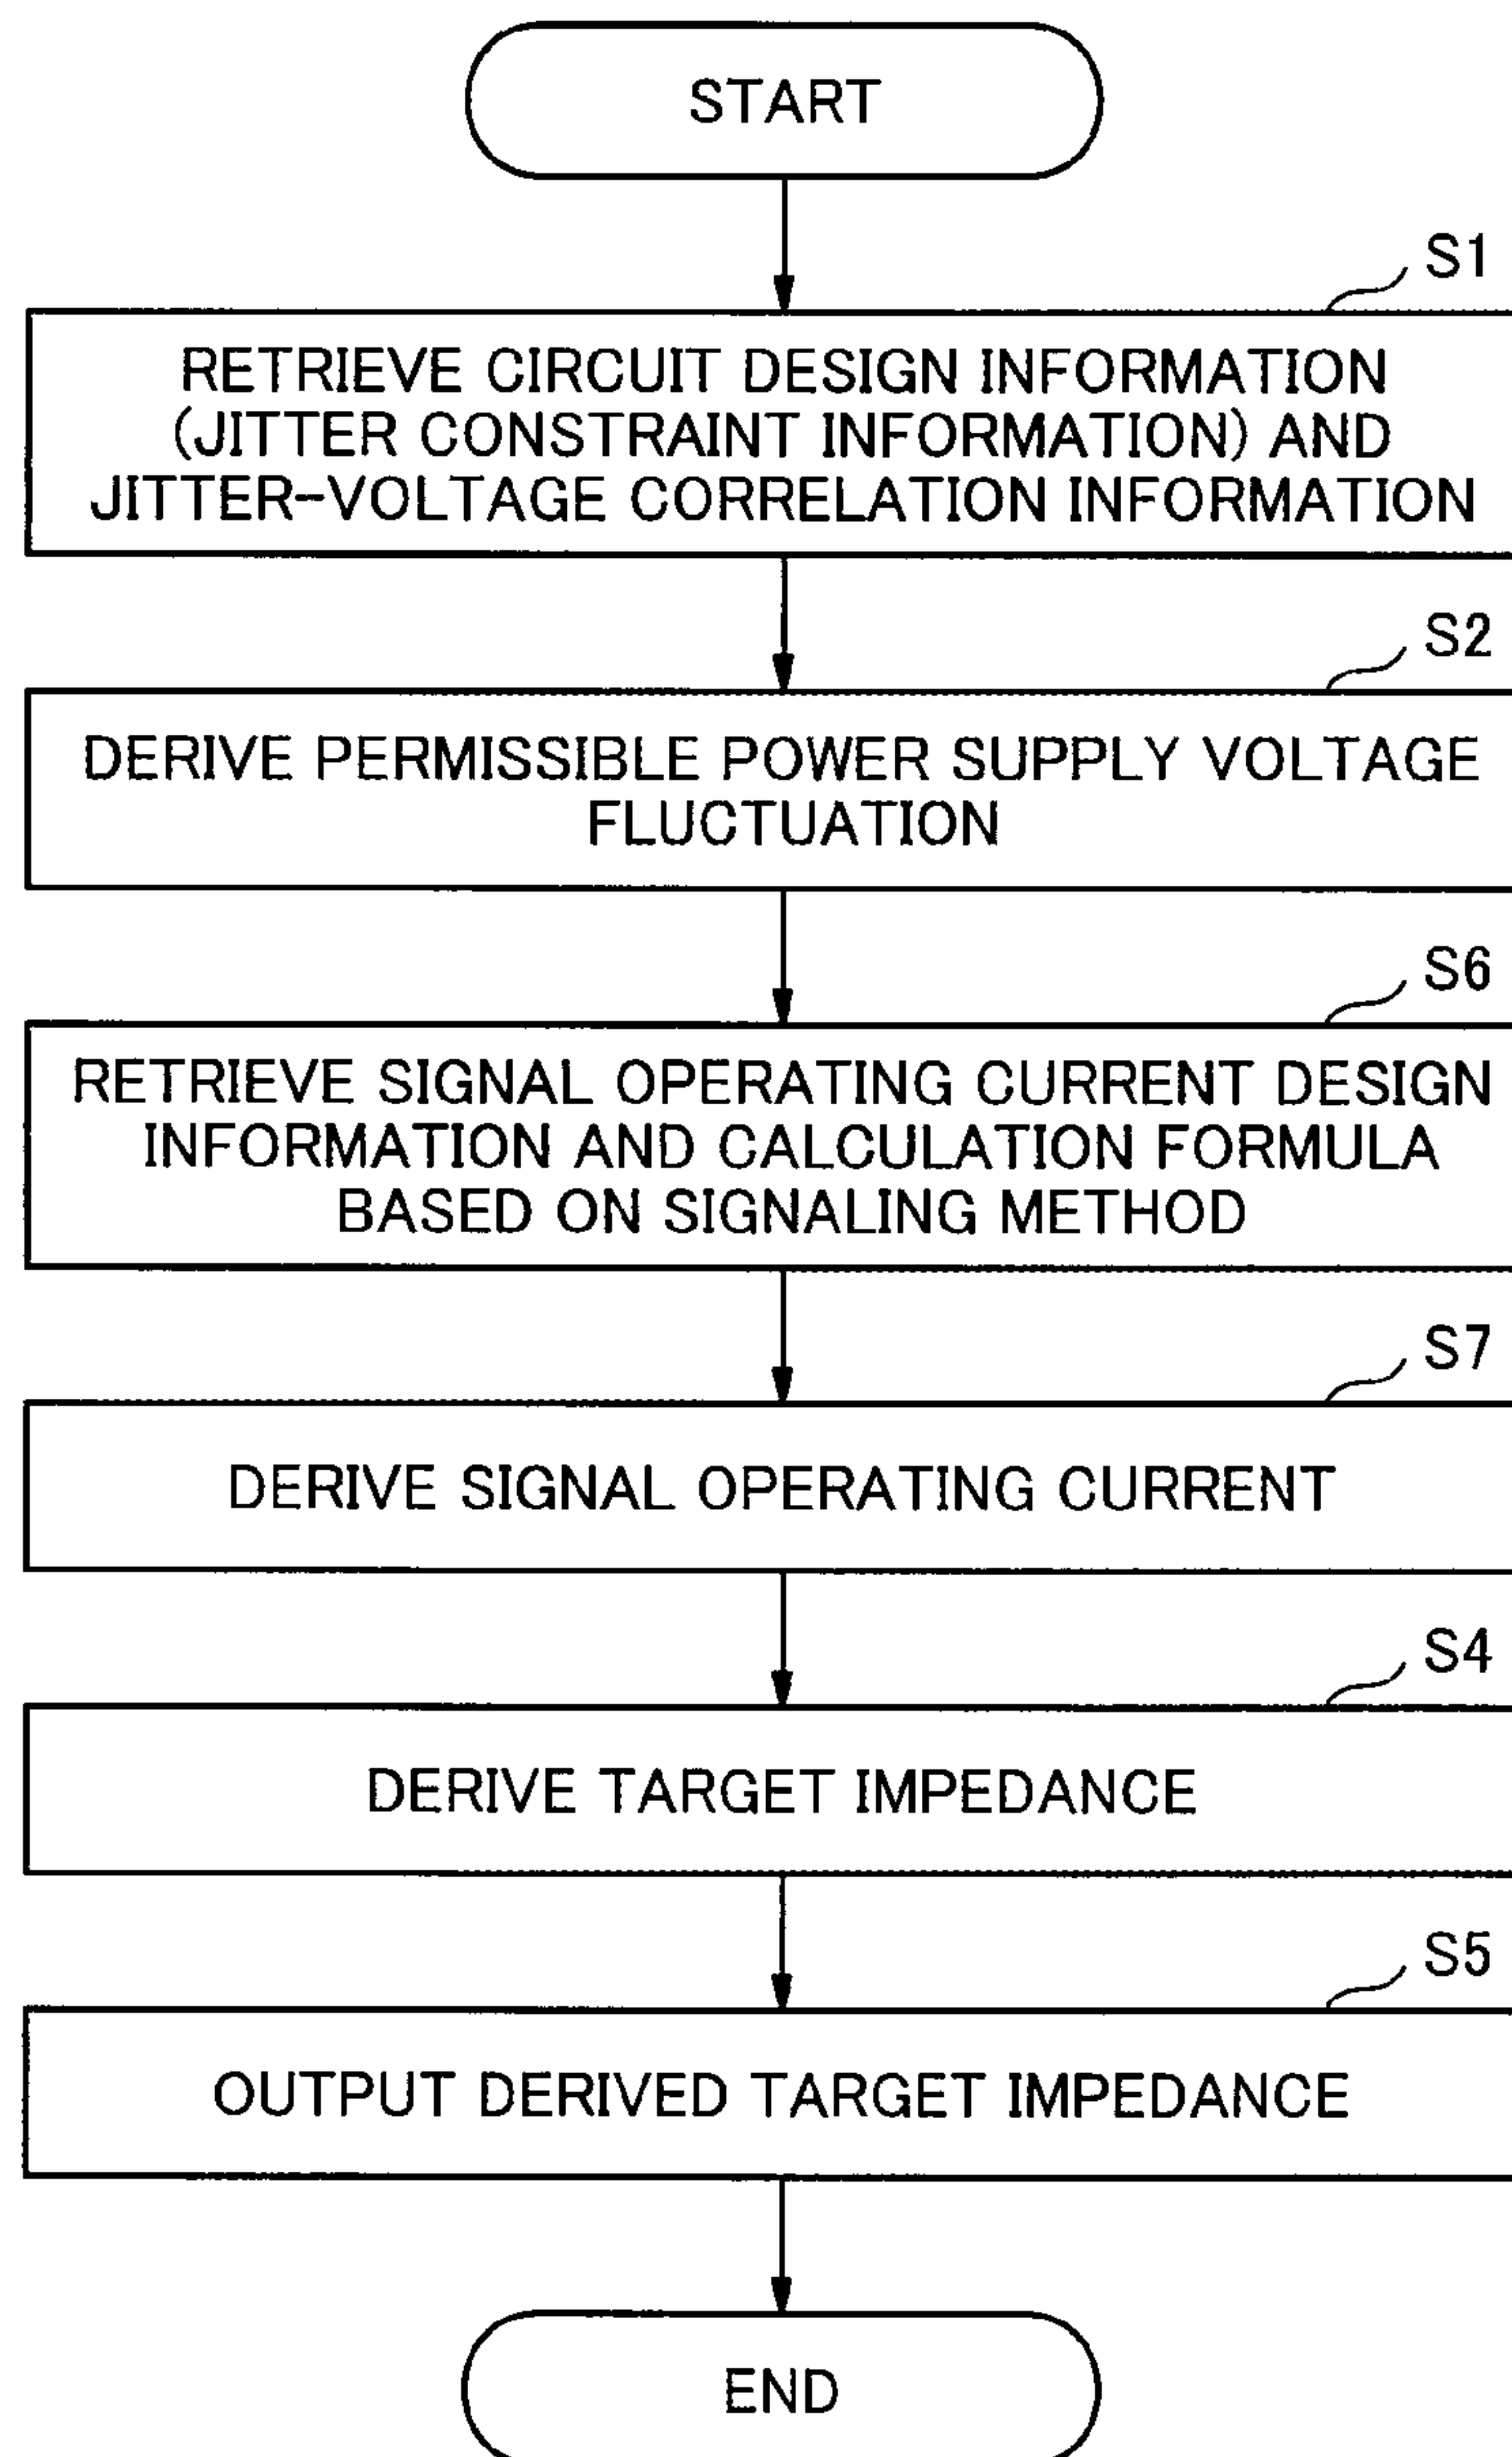 START
S1
RETRIEVE CIRCUIT DESIGN INFORMATION
(JITTER CONSTRAINT INFORMATION) AND
JITTER-VOLTAGE CORRELATION INFORMATION
S2
DERIVE PERMISSIBLE POWER SUPPLY VOLTAGE
FLUCTUATION
S6
RETRIEVE SIGNAL OPERATING CURRENT DESIGN
INFORMATION AND CALCULATION FORMULA
BASED ON SIGNALING METHOD
S7
DERIVE SIGNAL OPERATING CURRENT
S4
DERIVE TARGET IMPEDANCE
S5
OUTPUT DERIVED TARGET IMPEDANCE
END